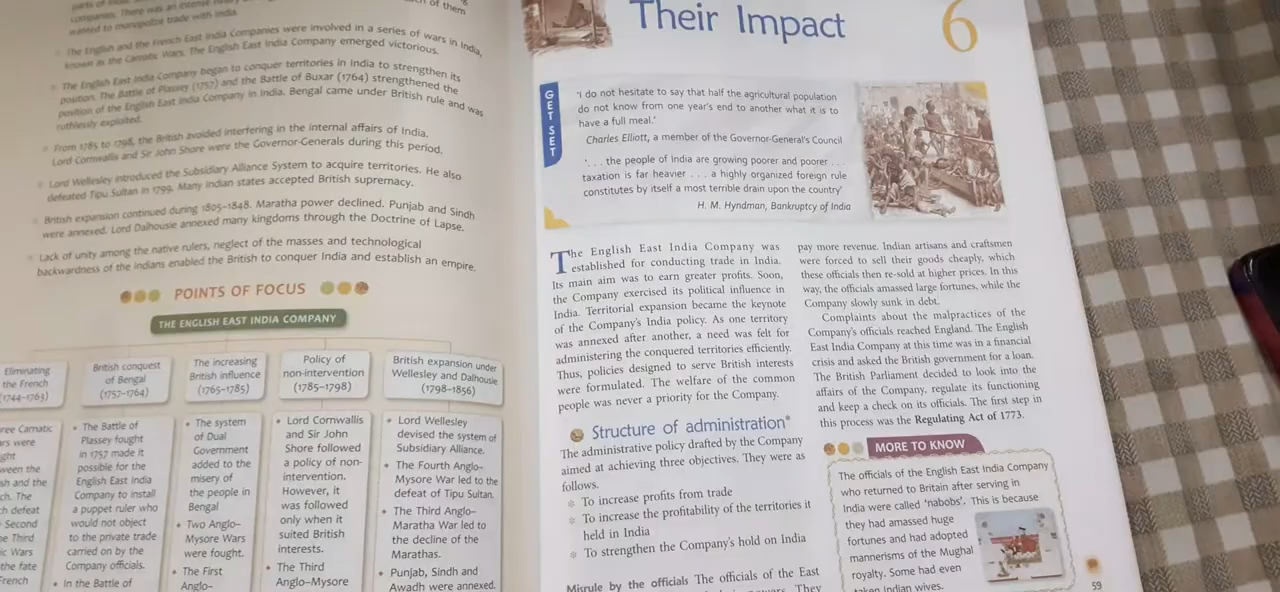 of them
companies. There was an
wanted to monopolize trade with India.
The English and the French East India Companies were involved in a series of wars in India,
known as the Carnatic Wars. The English East India Company emerged victorious.
The English East India Company began to conquer territories in India to strengthen its
position. The Battle of Plassey (1757) and the Battle of Buxar (1764) strengthened the
position of the English East India Company in India. Bengal came under British rule and was
ruthlessly exploited.
From 1785 to 1798, the British avoided interfering in the internal affairs of India.
Lord Cornwallis and Sir John Shore were the Governor-Generals during this period.
Lord Wellesley introduced the Subsidiary Alliance System to acquire territories. He also
defeated Tipu Sultan in 1799. Many Indian states accepted British supremacy.
British expansion continued during 1805–1848. Maratha power declined. Punjab and Sindh
were annexed. Lord Dalhousie annexed many kingdoms through the Doctrine of Lapse.
Lack of unity among the native rulers, neglect of the masses and technological
backwardness of the Indians enabled the British to conquer India and establish an empire.
POINTS OF FOCUS
THE ENGLISH EAST INDIA COMPANY
Eliminating
the French
(1744–1763)
British conquest
of Bengal
(1757–1764)
The increasing
British influence
(1765–1785)
Policy of
non-intervention
(1785–1798)
British expansion under
Wellesley and Dalhousie
(1798–1856)
Carnatic
were
and the
The
defeat
Second
Third
Wars
the fate
French
• The Battle of
Plassey fought
in 1757 made it
possible for the
English East India
Company to install
a puppet ruler who
would not object
to the private trade
carried on by the
Company officials.
• In the Battle of
• The system
of Dual
Government
added to the
misery of
the people in
Bengal
• Two Anglo-
Mysore Wars
were fought.
• The First
Anglo-
• Lord Cornwallis
and Sir John
Shore followed
a policy of non-
intervention.
However, it
was followed
only when it
suited British
interests.
• The Third
Anglo-Mysore
• Lord Wellesley
devised the system of
Subsidiary Alliance.
• The Fourth Anglo-
Mysore War led to the
defeat of Tipu Sultan.
• The Third Anglo-
Maratha War led to
the decline of the
Marathas.
• Punjab, Sindh and
Awadh were annexed.
Their Impact
6
GET SET
'I do not hesitate to say that half the agricultural population
do not know from one year's end to another what it is to
have a full meal.'
Charles Elliott, a member of the Governor-General's Council
'. . . the people of India are growing poorer and poorer . . .
taxation is far heavier . . . a highly organized foreign rule
constitutes by itself a most terrible drain upon the country'
H. M. Hyndman, Bankruptcy of India
The English East India Company was
established for conducting trade in India.
Its main aim was to earn greater profits. Soon,
the Company exercised its political influence in
India. Territorial expansion became the keynote
of the Company's India policy. As one territory
was annexed after another, a need was felt for
administering the conquered territories efficiently.
Thus, policies designed to serve British interests
were formulated. The welfare of the common
people was never a priority for the Company.
Structure of administration*
The administrative policy drafted by the Company
aimed at achieving three objectives. They were as
follows.
To increase profits from trade
To increase the profitability of the territories it
held in India
To strengthen the Company's hold on India
Misrule by the officials The officials of the East
They
pay more revenue. Indian artisans and craftsmen
were forced to sell their goods cheaply, which
these officials then re-sold at higher prices. In this
way, the officials amassed large fortunes, while the
Company slowly sunk in debt.
Complaints about the malpractices of the
Company's officials reached England. The English
East India Company at this time was in a financial
crisis and asked the British government for a loan.
The British Parliament decided to look into the
affairs of the Company, regulate its functioning
and keep a check on its officials. The first step in
this process was the Regulating Act of 1773.
MORE TO KNOW
The officials of the English East India Company
who returned to Britain after serving in
India were called 'nabobs'. This is because
they had amassed huge
fortunes and had adopted
mannerisms of the Mughal
royalty. Some had even
taken Indian wives.
59